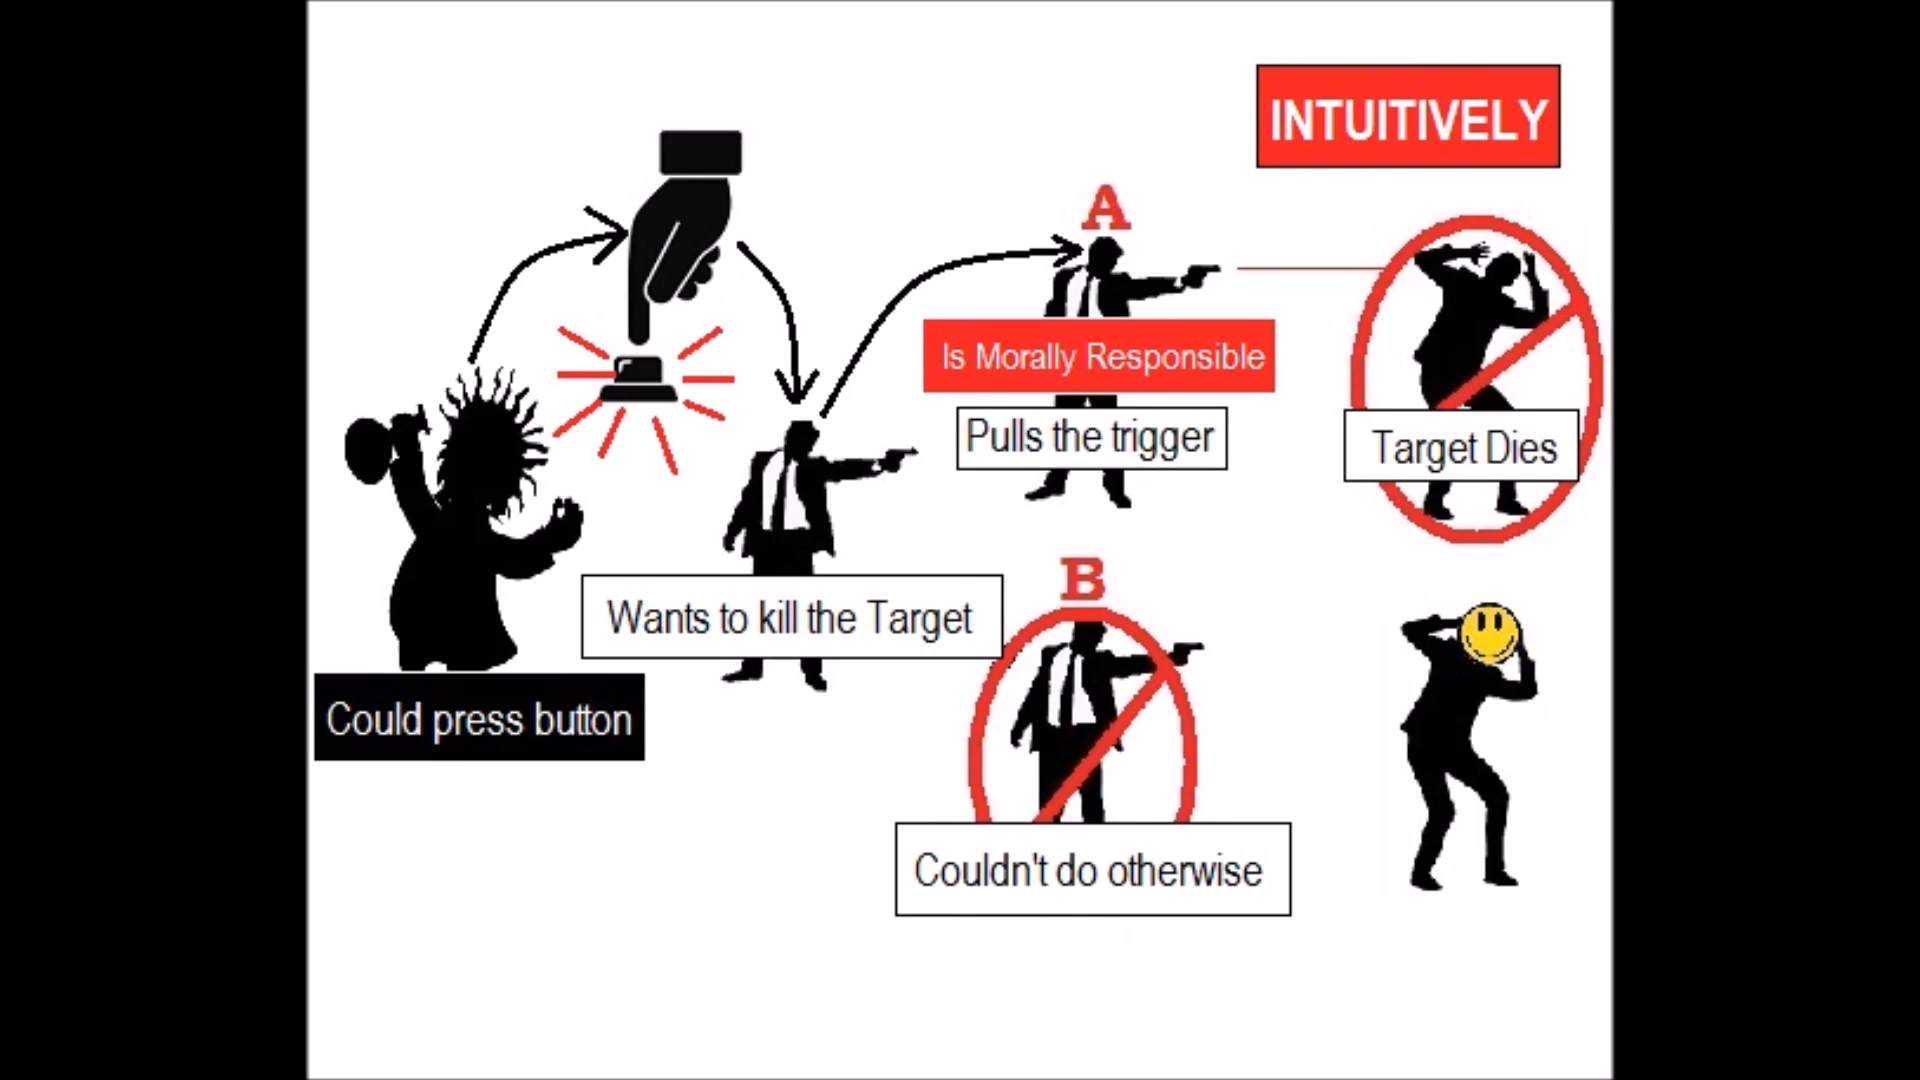 INTUITIVELY
A
Is Morally Responsible
Pulls the trigger
Target Dies
B
Wants to kill the Target
Could press button
Couldn't do otherwise